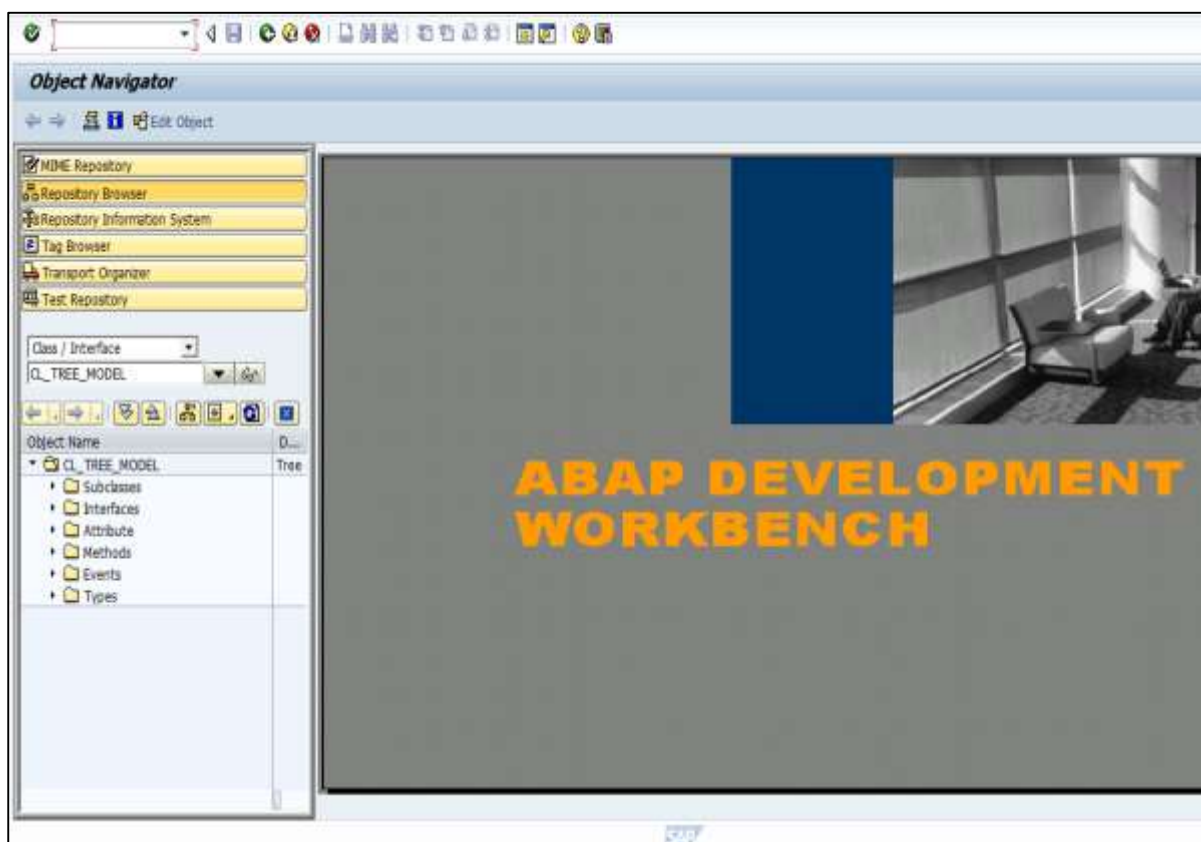 Object Navigator
Edit Object
MIME Repository
Repository Browser
Repository Information System
Tag Browser
Transport Organizer
Test Repository
Class / Interface
CL_TREE_MODEL
Object Name D...
CL_TREE_MODEL Tree
Subclasses
Interfaces
Attribute
Methods
Events
Types
ABAP DEVELOPMENT
WORKBENCH
SAP